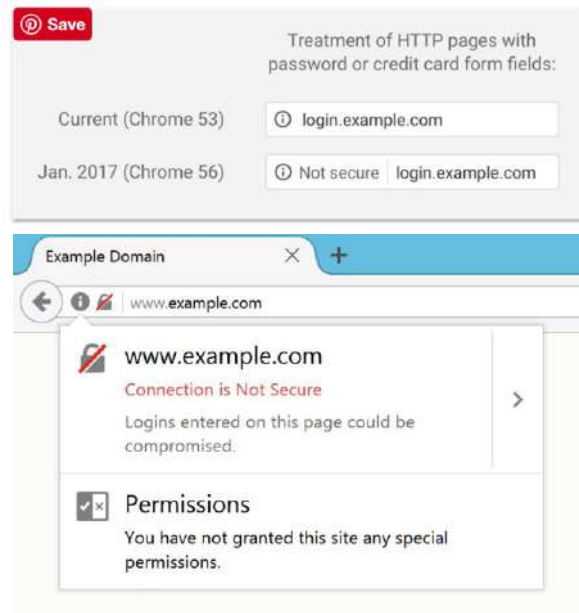 Save
Treatment of HTTP pages with
password or credit card form fields:
Current (Chrome 53)
login.example.com
Jan. 2017 (Chrome 56)
Not secure login.example.com
Example Domain
www.example.com
www.example.com
Connection is Not Secure
Logins entered on this page could be
compromised.
Permissions
You have not granted this site any special
permissions.